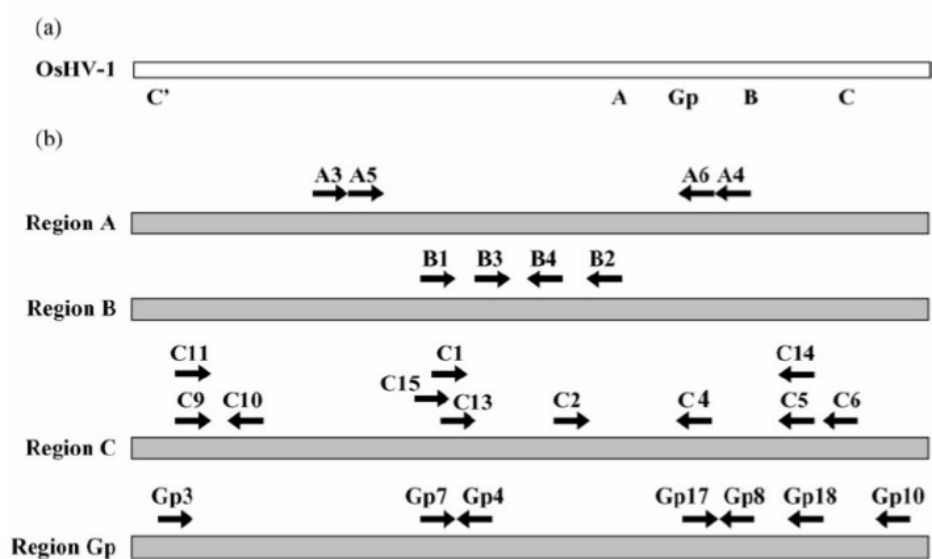 (a)
OsHV-1
C' A Gp B C
(b)
A3 A5 A6 A4
Region A
B1 B3 B4 B2
Region B
C11 C1 C14
C15
C9 C10 C13 C2 C4 C5 C6
Region C
Gp3 Gp7 Gp4 Gp17 Gp8 Gp18 Gp10
Region Gp